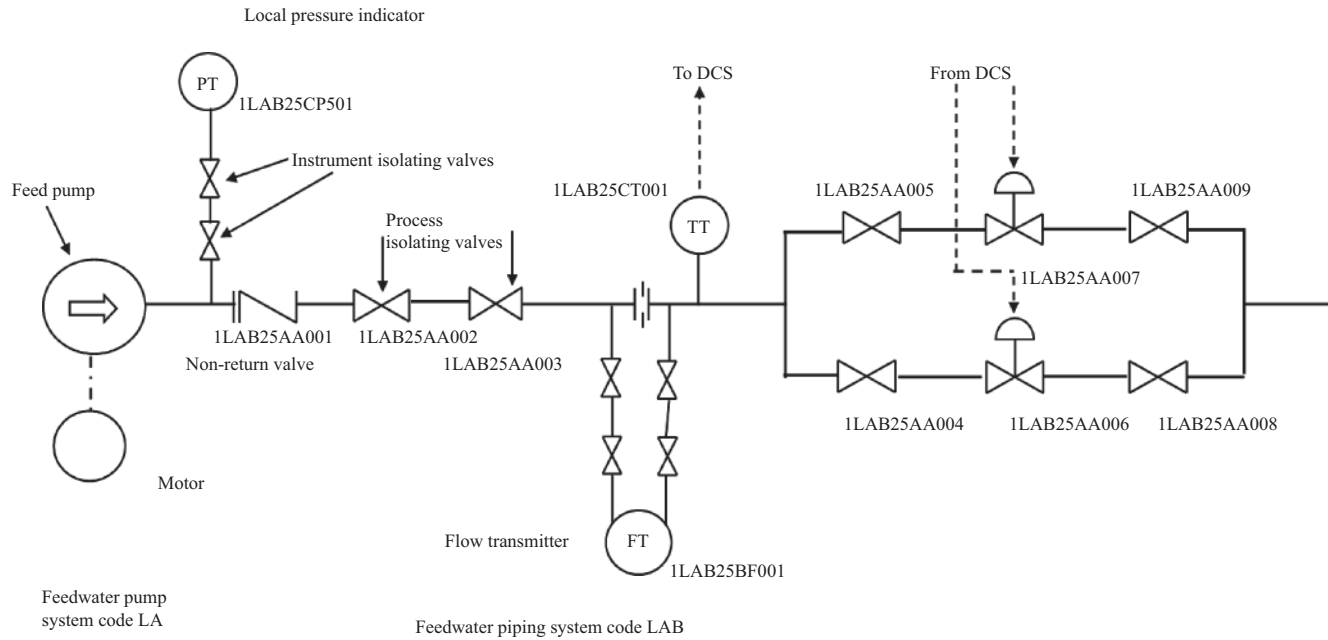 Local pressure indicator
PT
1LAB25CP501
To DCS
From DCS
Instrument isolating valves
Feed pump
1LAB25CT001
1LAB25AA005
1LAB25AA009
Process
isolating valves
TT
1LAB25AA007
1LAB25AA001
1LAB25AA002
Non-return valve
1LAB25AA003
1LAB25AA004
1LAB25AA006
1LAB25AA008
Motor
Flow transmitter
FT
1LAB25BF001
Feedwater pump
system code LA
Feedwater piping system code LAB